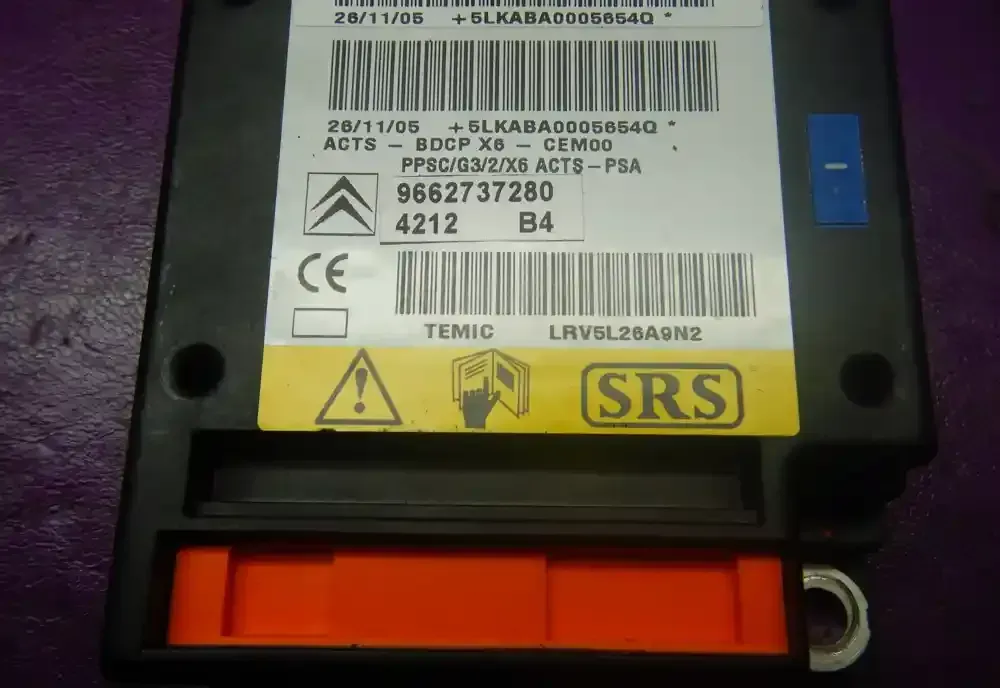 26/11/05 +5LKABA0005654Q *
26/11/05 +5LKABA0005654Q *
ACTS - BDCP X6 - CEM00
PPSC/G3/2/X6 ACTS-PSA
9662737280
4212 B4
CE
TEMIC LRV5L26A9N2
SRS